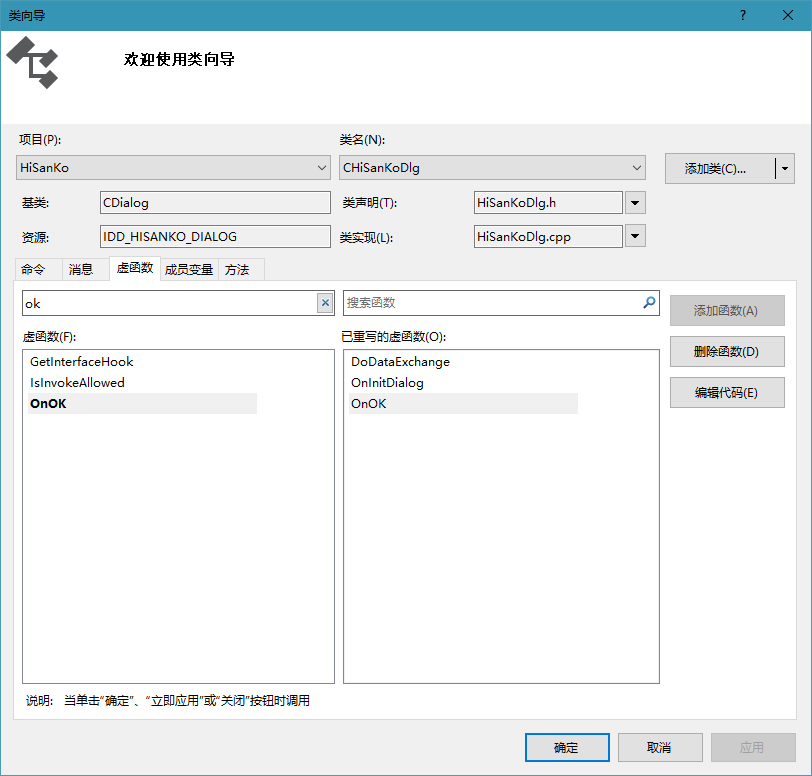 类向导
欢迎使用类向导
项目(P):
类名(N):
HiSanKo
CHiSanKoDlg
添加类(C)...
基类:
CDialog
类声明(T):
HiSanKoDlg.h
资源:
IDD_HISANKO_DIALOG
类实现(L):
HiSanKoDlg.cpp
命令 消息 虚函数 成员变量 方法
ok
搜索函数
添加函数(A)
虚函数(F):
已重写的虚函数(O):
删除函数(D)
GetInterfaceHook
IsInvokeAllowed
OnOK
DoDataExchange
OnInitDialog
OnOK
编辑代码(E)
说明: 当单击“确定”、“立即应用”或“关闭”按钮时调用
确定
取消
应用